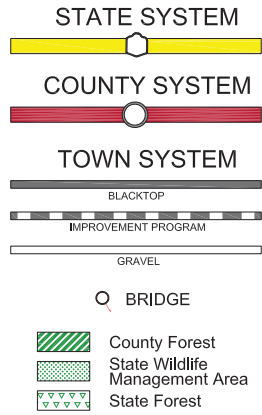 STATE SYSTEM
COUNTY SYSTEM
TOWN SYSTEM
BLACKTOP
IMPROVEMENT PROGRAM
GRAVEL
BRIDGE
County Forest
State Wildlife
Management Area
State Forest